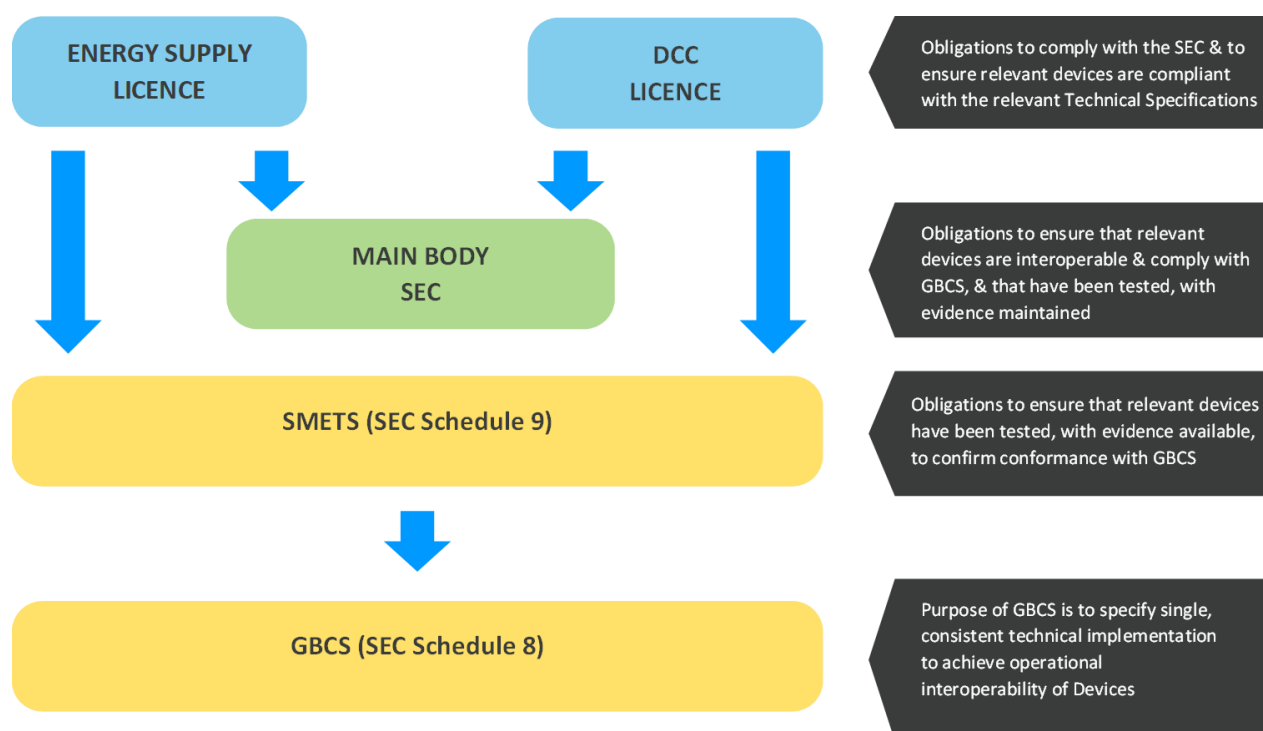 ENERGY SUPPLY
LICENCE
DCC
LICENCE
Obligations to comply with the SEC & to
ensure relevant devices are compliant
with the relevant Technical Specifications
MAIN BODY
SEC
Obligations to ensure that relevant
devices are interoperable & comply with
GBCS, & that have been tested, with
evidence maintained
SMETS (SEC Schedule 9)
Obligations to ensure that relevant devices
have been tested, with evidence available,
to confirm conformance with GBCS
GBCS (SEC Schedule 8)
Purpose of GBCS is to specify single,
consistent technical implementation
to achieve operational
interoperability of Devices